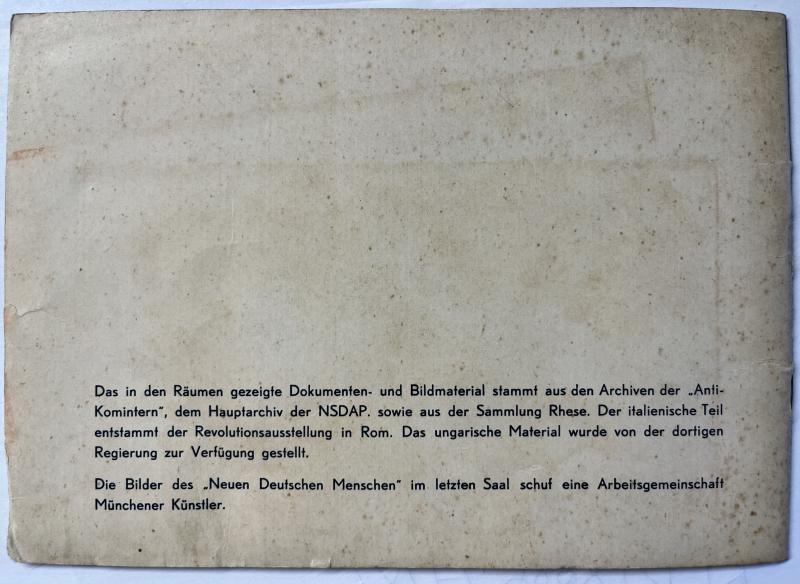 Das in den Räumen gezeigte Dokumenten- und Bildmaterial stammt aus den Archiven der „Anti-
Komintern", dem Hauptarchiv der NSDAP. sowie aus der Sammlung Rhese. Der italienische Teil
entstammt der Revolutionsausstellung in Rom. Das ungarische Material wurde von der dortigen
Regierung zur Verfügung gestellt.
Die Bilder des „Neuen Deutschen Menschen" im letzten Saal schuf eine Arbeitsgemeinschaft
Münchener Künstler.